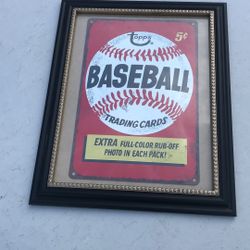 Topps
5¢
BASEBALL
TRADING CARDS
EXTRA FULL-COLOR RUB-OFF
PHOTO IN EACH PACK!